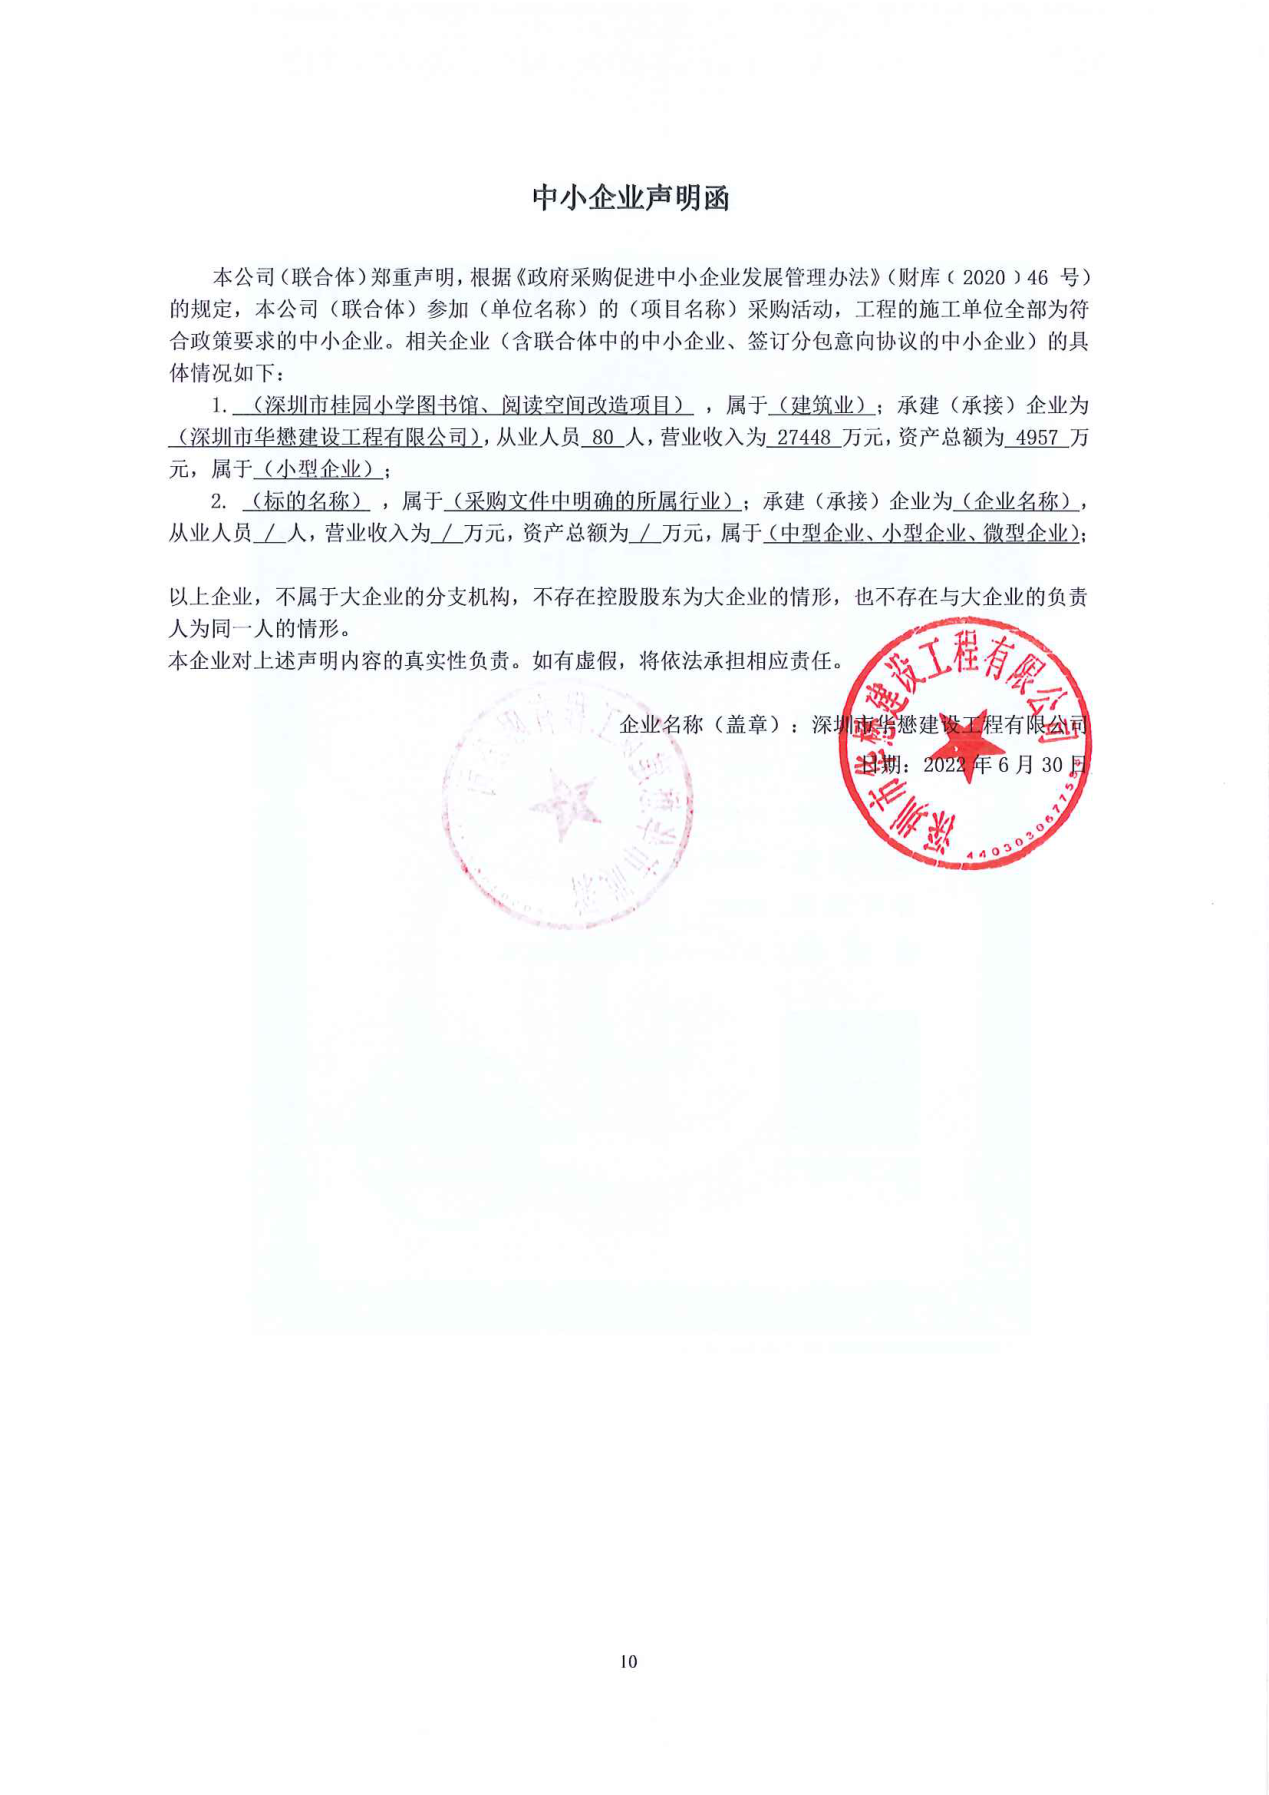 中小企业声明函
本公司（联合体）郑重声明，根据《政府采购促进中小企业发展管理办法》（财库﹝2020﹞46 号）
的规定，本公司（联合体）参加（单位名称）的（项目名称）采购活动，工程的施工单位全部为符
合政策要求的中小企业。相关企业（含联合体中的中小企业、签订分包意向协议的中小企业）的具
体情况如下：
1. （深圳市桂园小学图书馆、阅读空间改造项目），属于（建筑业）；承建（承接）企业为
（深圳市华懋建设工程有限公司），从业人员 80 人，营业收入为 27448 万元，资产总额为 4957 万
元，属于（小型企业）；
2. （标的名称），属于（采购文件中明确的所属行业）；承建（承接）企业为（企业名称），
从业人员 / 人，营业收入为 / 万元，资产总额为 / 万元，属于（中型企业、小型企业、微型企业）；
以上企业，不属于大企业的分支机构，不存在控股股东为大企业的情形，也不存在与大企业的负责
人为同一人的情形。
本企业对上述声明内容的真实性负责。如有虚假，将依法承担相应责任。
企业名称（盖章）：深圳市华懋建设工程有限公司
日期：2022 年 6 月 30 日
深圳市华懋建设工程有限公司
10